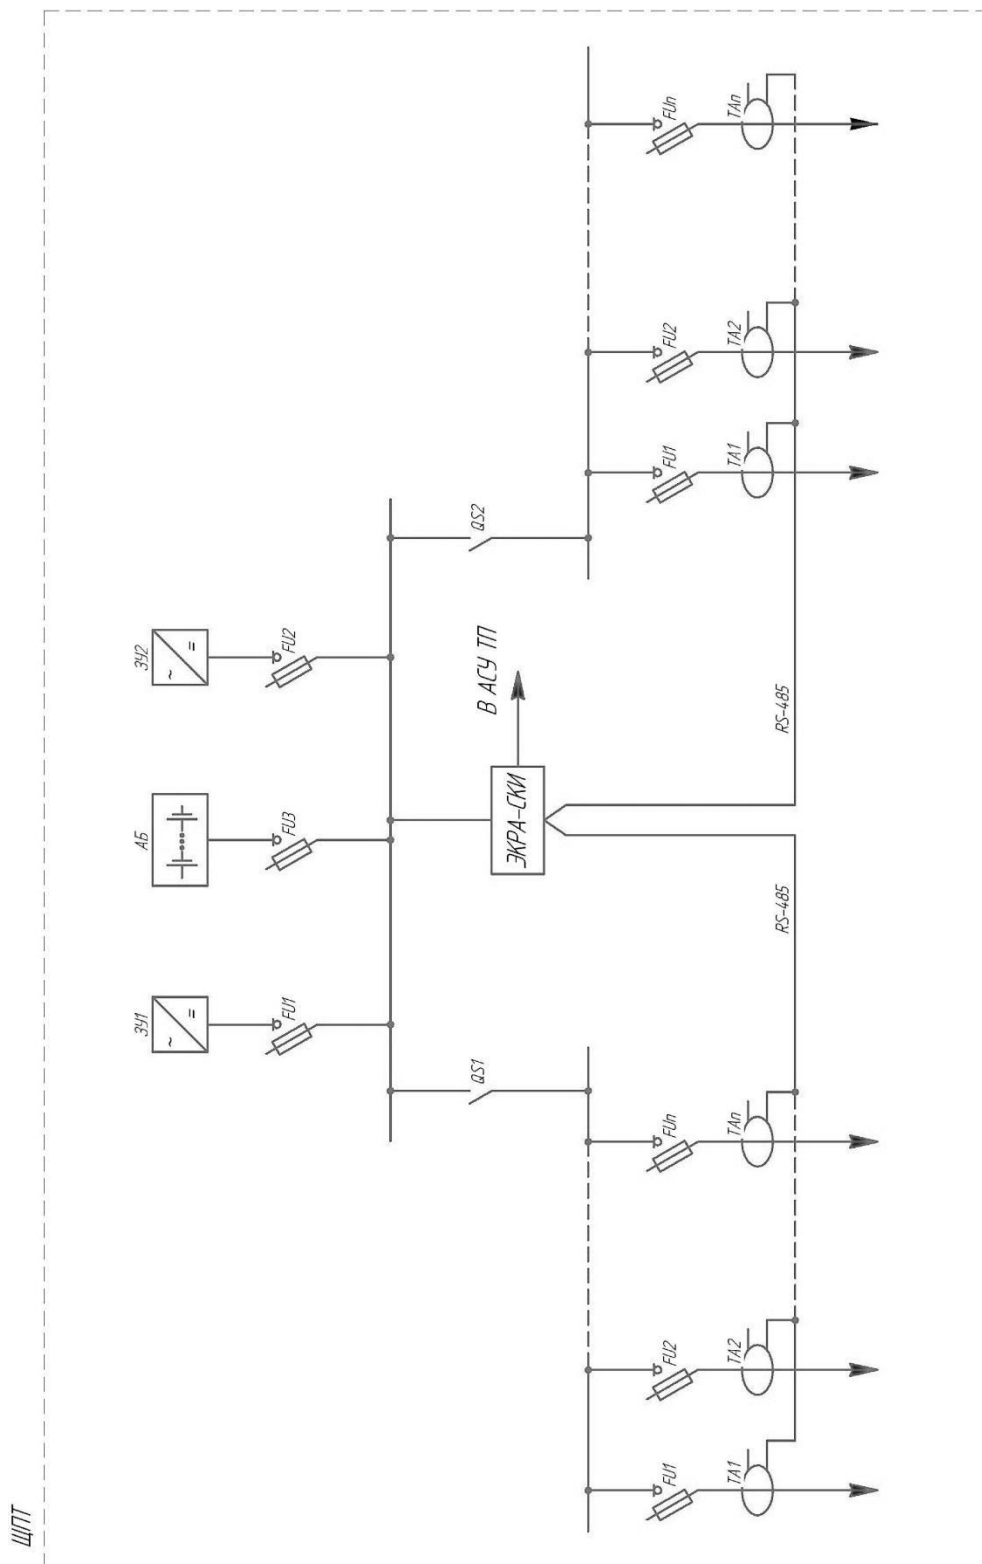 ЩПТ
ЗУ1
АБ
ЗУ2
FU1
FU3
FU2
QS1
QS2
ЭКРА-СКИ
В АСУ ТП
FU1
FU2
FUn
FU1
FU2
FUn
TA1
TA2
TAn
TA1
TA2
TAn
RS-485
RS-485